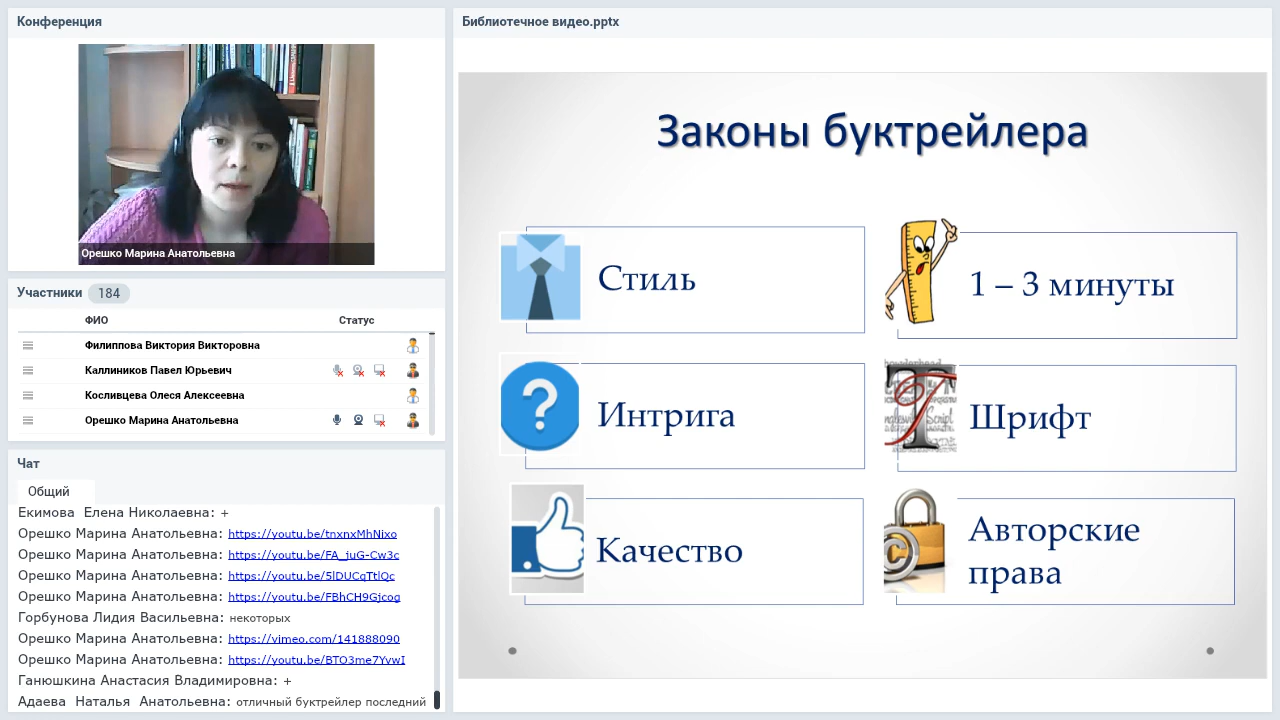 Конференция
Орешко Марина Анатольевна
Участники 184
ФИО Статус
Филиппова Виктория Викторовна
Каллиников Павел Юрьевич
Косливцева Олеся Алексеевна
Орешко Марина Анатольевна
Чат
Общий
Екимова Елена Николаевна: +
Орешко Марина Анатольевна: https://youtu.be/tnxnxMhNixo
Орешко Марина Анатольевна: https://youtu.be/FA_juG-Cw3c
Орешко Марина Анатольевна: https://youtu.be/5lDUCqTtlQc
Орешко Марина Анатольевна: https://youtu.be/FBhCH9Gjcog
Горбунова Лидия Васильевна: некоторых
Орешко Марина Анатольевна: https://vimeo.com/141888090
Орешко Марина Анатольевна: https://youtu.be/BTO3me7YvwI
Ганюшкина Анастасия Владимировна: +
Адаева Наталья Анатольевна: отличный буктрейлер последний
Библиотечное видео.pptx
Законы буктрейлера
Стиль
1 – 3 минуты
Интрига
Шрифт
Качество
Авторские
права